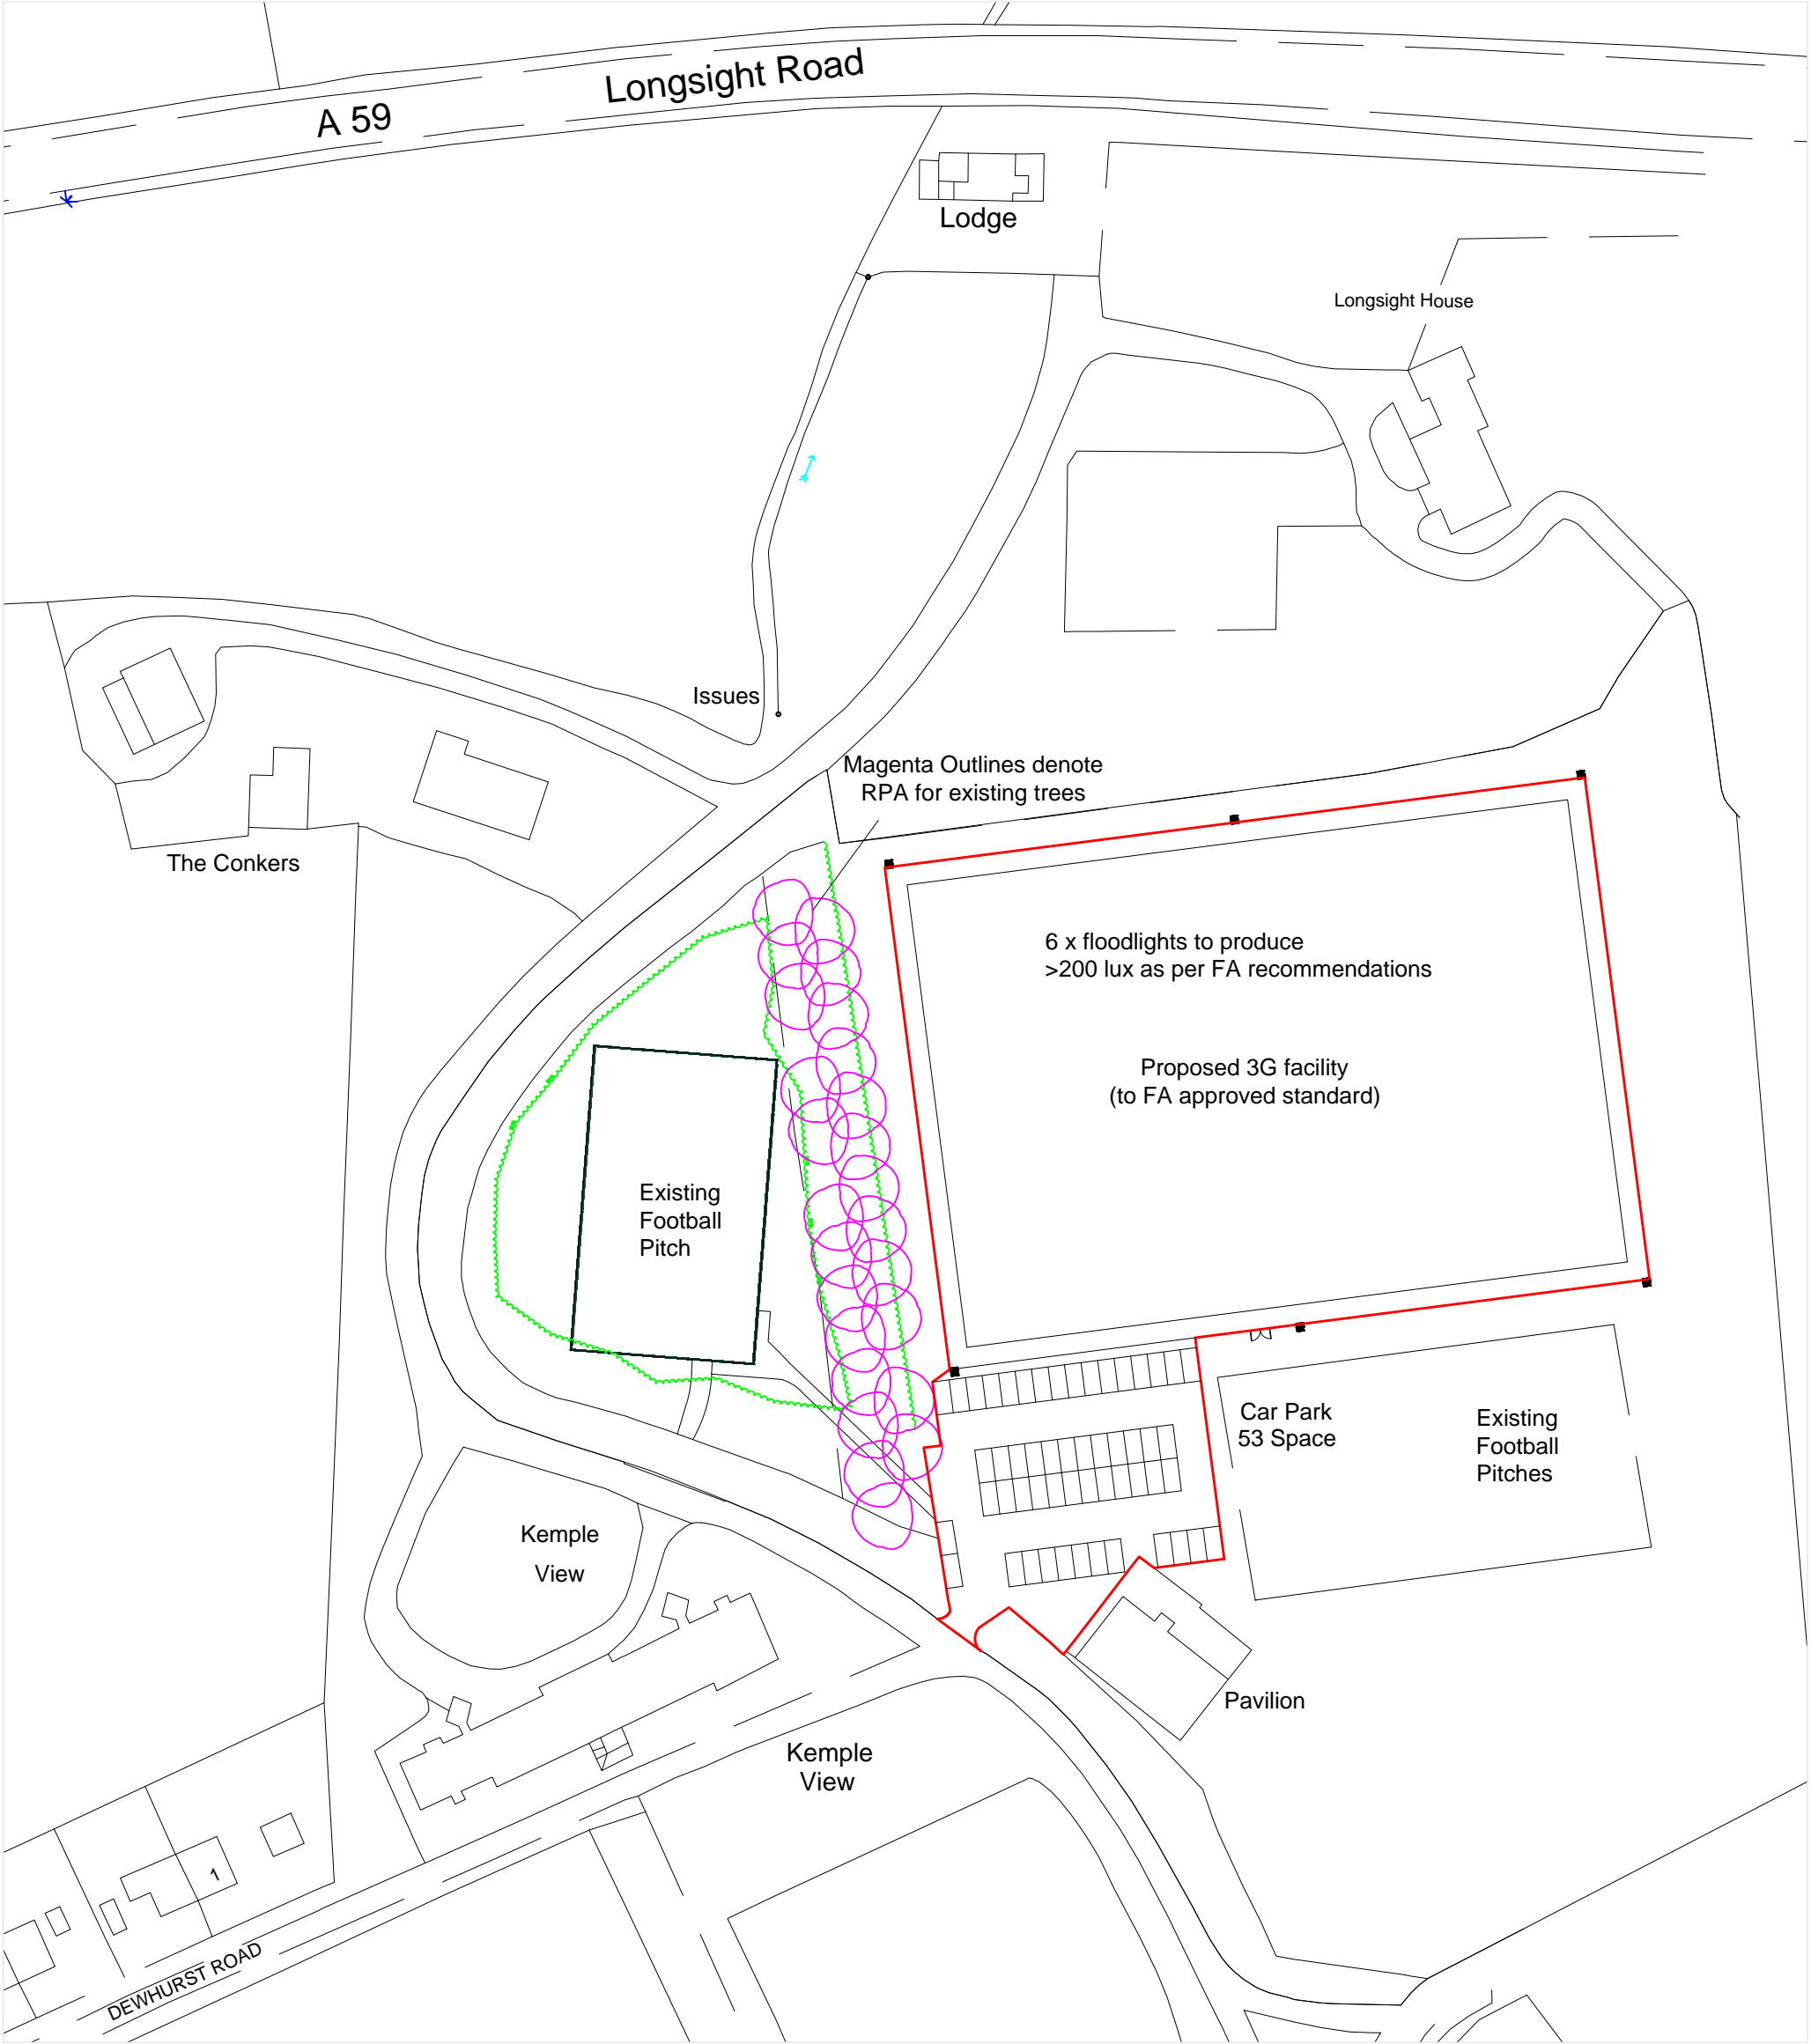 Longsight Road
A 59
Lodge
Longsight House
Issues
Magenta Outlines denote
RPA for existing trees
The Conkers
6 x floodlights to produce
>200 lux as per FA recommendations
Proposed 3G facility
(to FA approved standard)
Existing
Football
Pitch
Car Park
53 Space
Existing
Football
Pitches
Kemple
View
Pavilion
Kemple
View
1
DEWHURST ROAD